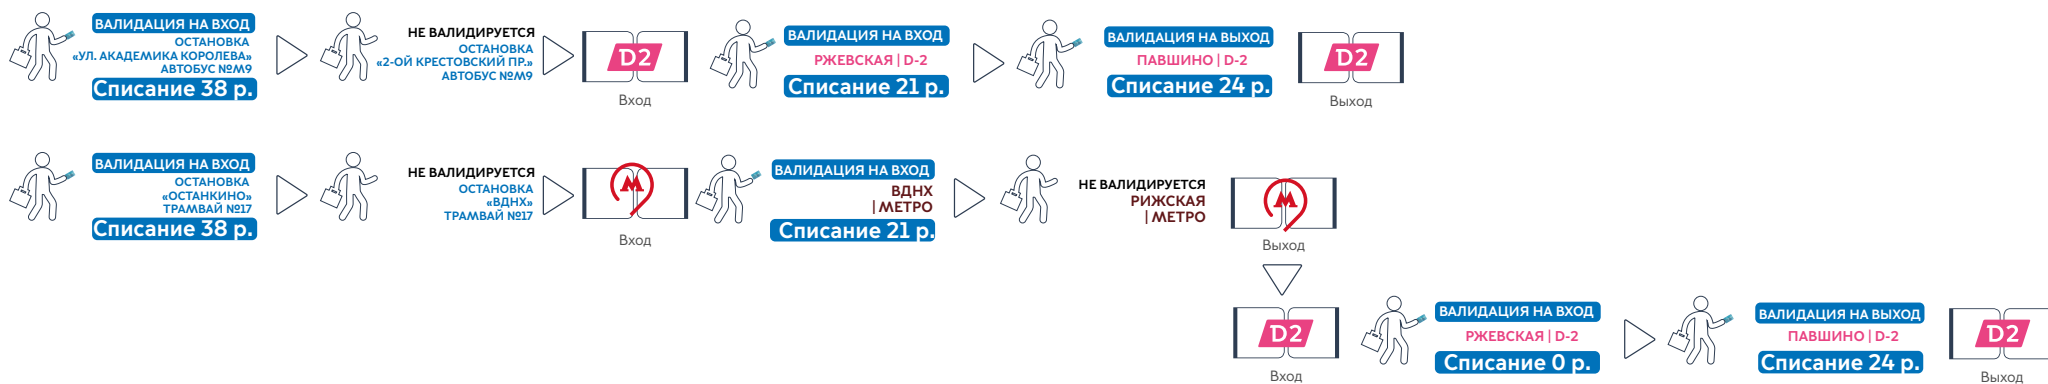 ВАЛИДАЦИЯ НА ВХОД
ОСТАНОВКА
«УЛ. АКАДЕМИКА КОРОЛЕВА»
АВТОБУС №М9
Списание 38 р.
НЕ ВАЛИДИРУЕТСЯ
ОСТАНОВКА
«2-ОЙ КРЕСТОВСКИЙ ПР.»
АВТОБУС №М9
D2
Вход
ВАЛИДАЦИЯ НА ВХОД
РЖЕВСКАЯ | D-2
Списание 21 р.
ВАЛИДАЦИЯ НА ВЫХОД
ПАВШИНО | D-2
Списание 24 р.
D2
Выход
ВАЛИДАЦИЯ НА ВХОД
ОСТАНОВКА
«ОСТАНКИНО»
ТРАМВАЙ №17
Списание 38 р.
НЕ ВАЛИДИРУЕТСЯ
ОСТАНОВКА
«ВДНХ»
ТРАМВАЙ №17
М
Вход
ВАЛИДАЦИЯ НА ВХОД
ВДНХ
| МЕТРО
Списание 21 р.
НЕ ВАЛИДИРУЕТСЯ
РИЖСКАЯ
| МЕТРО
М
Выход
D2
Вход
ВАЛИДАЦИЯ НА ВХОД
РЖЕВСКАЯ | D-2
Списание 0 р.
ВАЛИДАЦИЯ НА ВЫХОД
ПАВШИНО | D-2
Списание 24 р.
D2
Выход